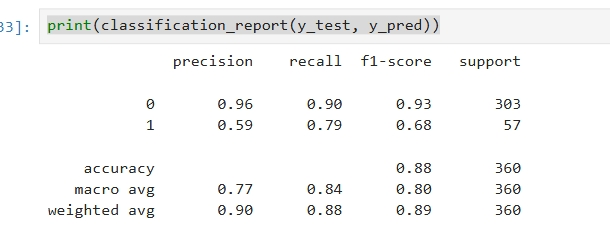 33]: print(classification_report(y_test, y_pred))
precision recall f1-score support
0 0.96 0.90 0.93 303
1 0.59 0.79 0.68 57
accuracy 0.88 360
macro avg 0.77 0.84 0.80 360
weighted avg 0.90 0.88 0.89 360